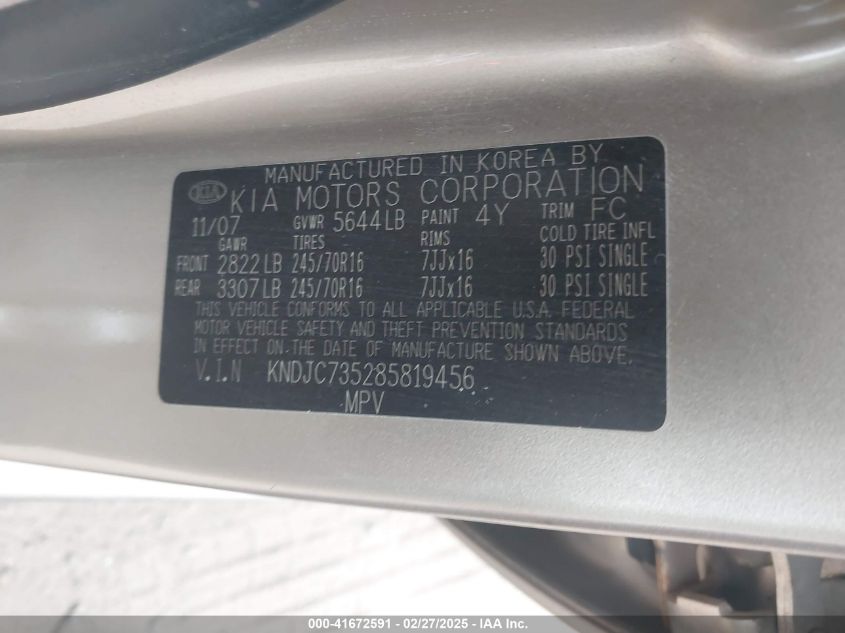 MANUFACTURED IN KOREA BY
KIA KIA MOTORS CORPORATION
11/07 GVWR 5644LB PAINT 4Y TRIM FC
GAWR TIRES RIMS COLD TIRE INFL
FRONT 2822LB 245/70R16 7JJx16 30 PSI SINGLE
REAR 3307LB 245/70R16 7JJx16 30 PSI SINGLE
THIS VEHICLE CONFORMS TO ALL APPLICABLE U.S.A. FEDERAL
MOTOR VEHICLE SAFETY AND THEFT PREVENTION STANDARDS
IN EFFECT ON THE DATE OF MANUFACTURE SHOWN ABOVE.
V.I.N KNDJC735285819456
MPV
000-41672591 - 02/27/2025 - IAA Inc.